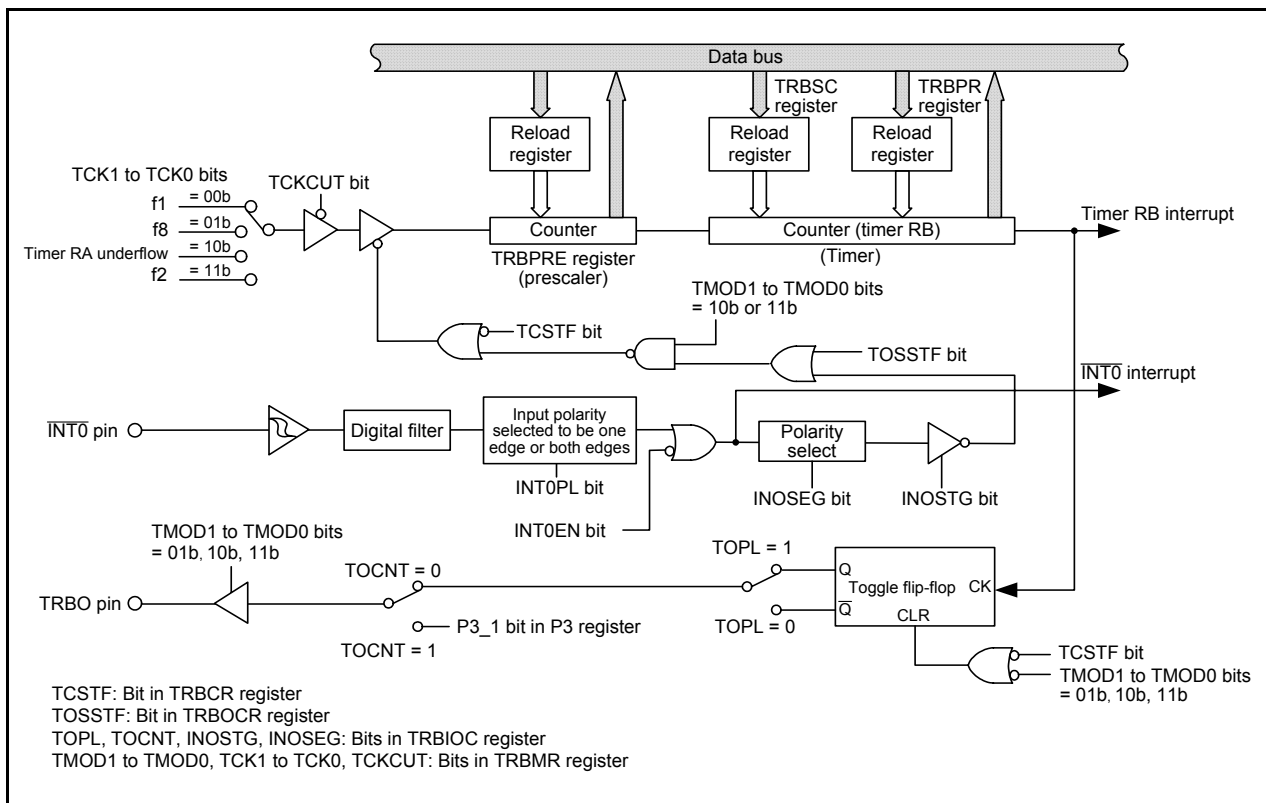 Data bus
TRBSC
register
TRBPR
register
Reload
register
Reload
register
Reload
register
TCK1 to TCK0 bits
TCKCUT bit
f1
= 00b
f8
= 01b
Timer RA underflow
= 10b
f2
= 11b
Counter
TRBPRE register
(prescaler)
Counter (timer RB)
(Timer)
Timer RB interrupt
TMOD1 to TMOD0 bits
= 10b or 11b
TCSTF bit
TOSSTF bit
INT0 interrupt
INT0 pin
Digital filter
Input polarity
selected to be one
edge or both edges
Polarity
select
INT0PL bit
INOSEG bit
INOSTG bit
INT0EN bit
TMOD1 to TMOD0 bits
= 01b, 10b, 11b
TOCNT = 0
TOPL = 1
Q
Toggle flip-flop
CK
Q
CLR
TRBO pin
P3_1 bit in P3 register
TOPL = 0
TOCNT = 1
TCSTF bit
TMOD1 to TMOD0 bits
= 01b, 10b, 11b
TCSTF: Bit in TRBCR register
TOSSTF: Bit in TRBOCR register
TOPL, TOCNT, INOSTG, INOSEG: Bits in TRBIOC register
TMOD1 to TMOD0, TCK1 to TCK0, TCKCUT: Bits in TRBMR register